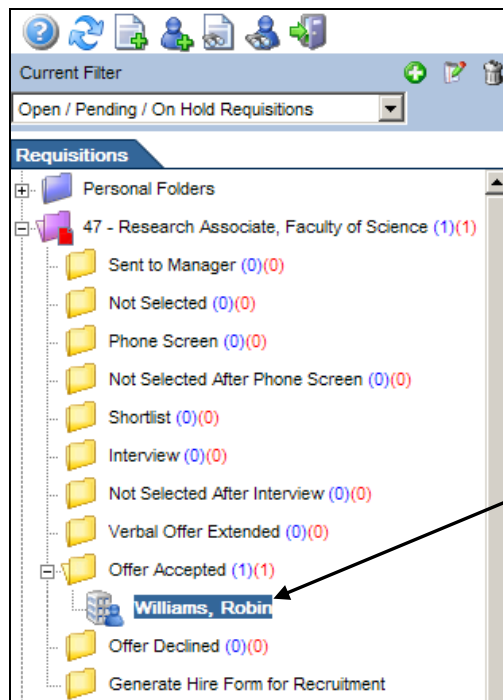 Current Filter
Open / Pending / On Hold Requisitions
Requisitions
Personal Folders
47 - Research Associate, Faculty of Science (1)(1)
Sent to Manager (0)(0)
Not Selected (0)(0)
Phone Screen (0)(0)
Not Selected After Phone Screen (0)(0)
Shortlist (0)(0)
Interview (0)(0)
Not Selected After Interview (0)(0)
Verbal Offer Extended (0)(0)
Offer Accepted (1)(1)
Williams, Robin
Offer Declined (0)(0)
Generate Hire Form for Recruitment